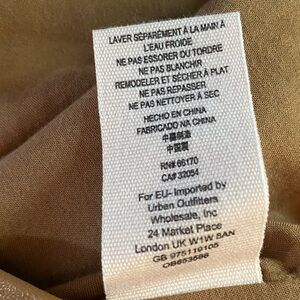 LAVER SÉPARÉMENT À LA MAIN À
L'EAU FROIDE
NE PAS ESSORER OU TORDRE
NE PAS BLANCHIR
REMODELER ET SÉCHER À PLAT
NE PAS REPASSER
NE PAS NETTOYER À SEC
HECHO EN CHINA
FABRICADO NA CHINA
中國製造
中国製
RN# 66170
CA# 32054
For EU- Imported by
Urban Outfitters
Wholesale, Inc
24 Market Place
London UK W1W 8AN
GB 975119105
OB653586